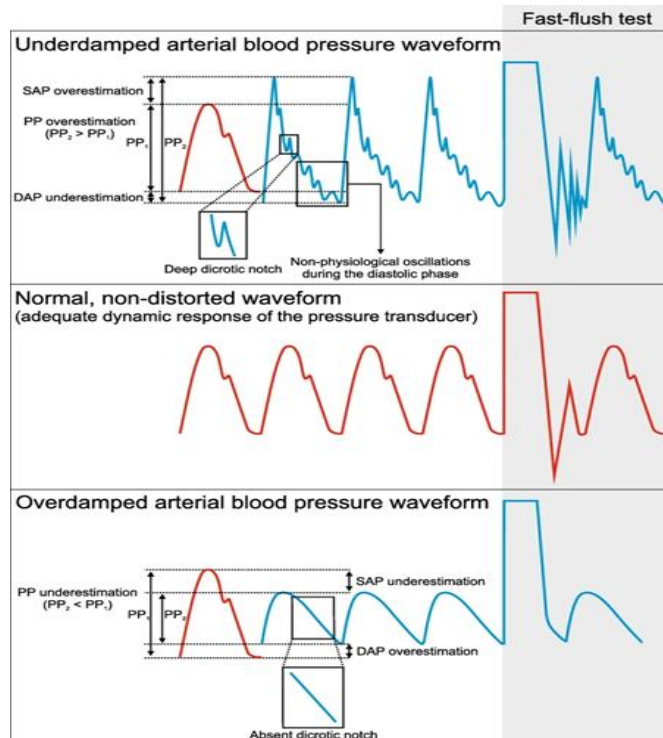 Fast-flush test
Underdamped arterial blood pressure waveform
SAP overestimation
PP overestimation
(PP₂ > PP₁)
PP₁
PP₂
DAP underestimation
Deep dicrotic notch
Non-physiological oscillations
during the diastolic phase
Normal, non-distorted waveform
(adequate dynamic response of the pressure transducer)
Overdamped arterial blood pressure waveform
PP underestimation
(PP₂ < PP₁)
PP₁
PP₂
SAP underestimation
DAP overestimation
Absent dicrotic notch